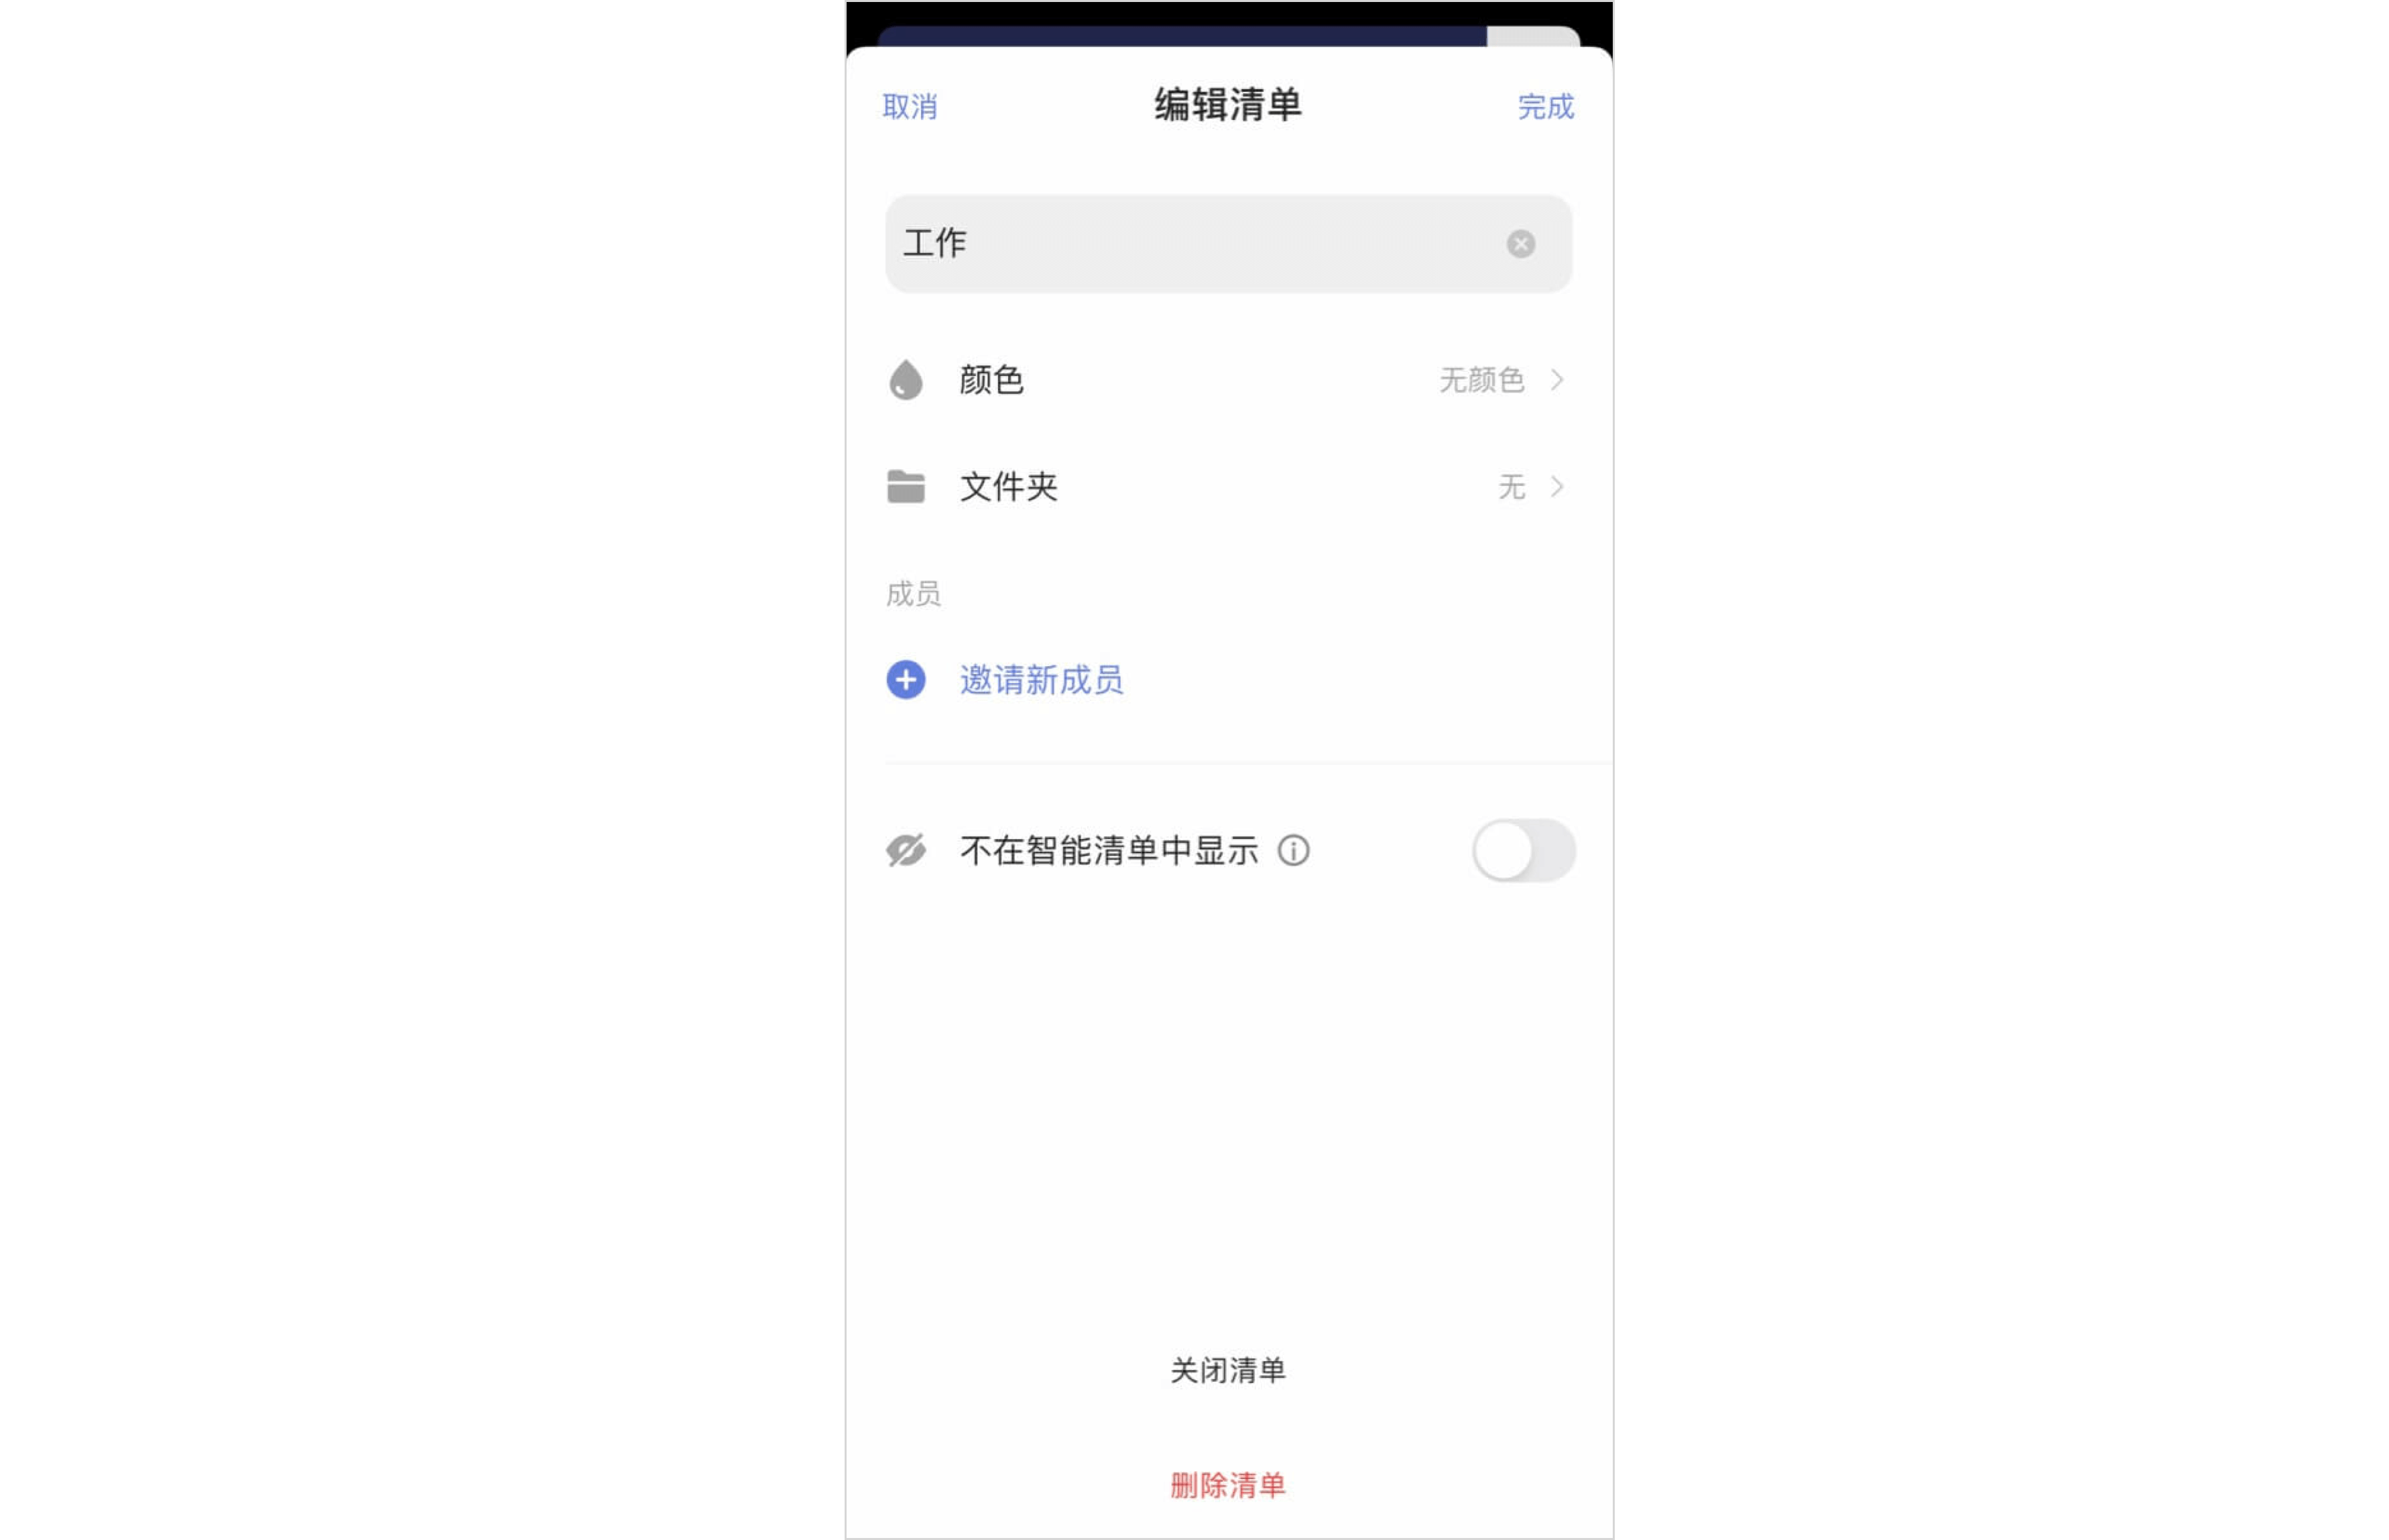 取消
编辑清单
完成
工作
颜色
无颜色
文件夹
无
成员
邀请新成员
不在智能清单中显示
关闭清单
删除清单